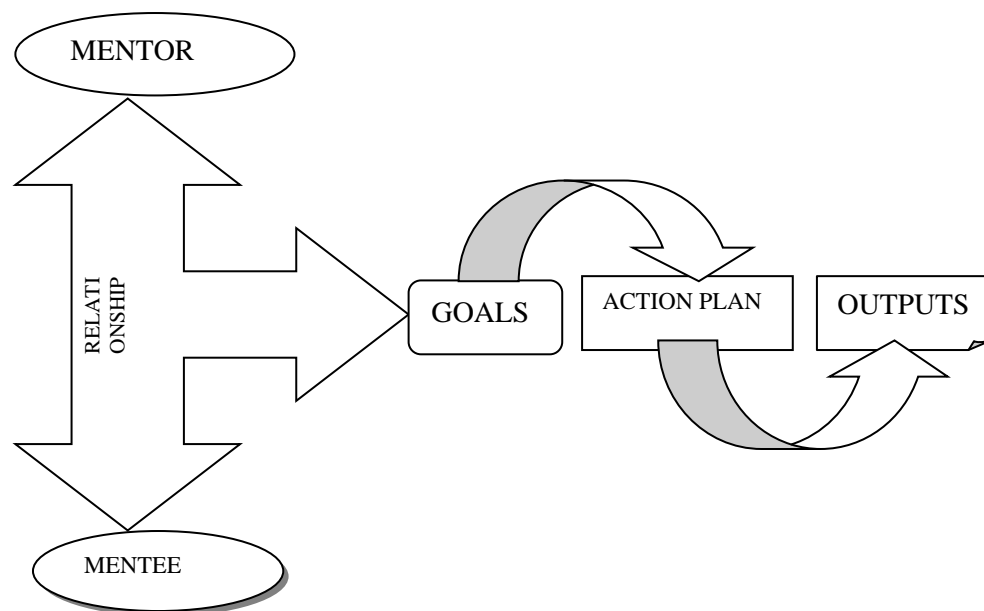 MENTOR
RELATI
ONSHIP
GOALS
ACTION PLAN
OUTPUTS
MENTEE